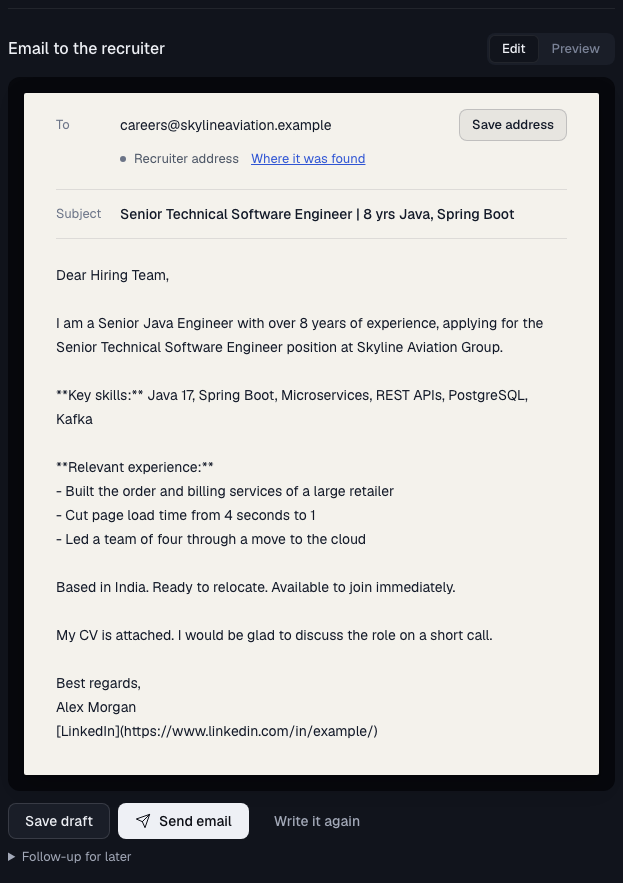 Email to the recruiter
Edit
Preview
To
careers@skylineaviation.example
Save address
Recruiter address
Where it was found
Subject
Senior Technical Software Engineer | 8 yrs Java, Spring Boot
Dear Hiring Team,
I am a Senior Java Engineer with over 8 years of experience, applying for the
Senior Technical Software Engineer position at Skyline Aviation Group.
**Key skills:** Java 17, Spring Boot, Microservices, REST APIs, PostgreSQL,
Kafka
**Relevant experience:**
- Built the order and billing services of a large retailer
- Cut page load time from 4 seconds to 1
- Led a team of four through a move to the cloud
Based in India. Ready to relocate. Available to join immediately.
My CV is attached. I would be glad to discuss the role on a short call.
Best regards,
Alex Morgan
[LinkedIn](https://www.linkedin.com/in/example/)
Save draft
Send email
Write it again
Follow-up for later